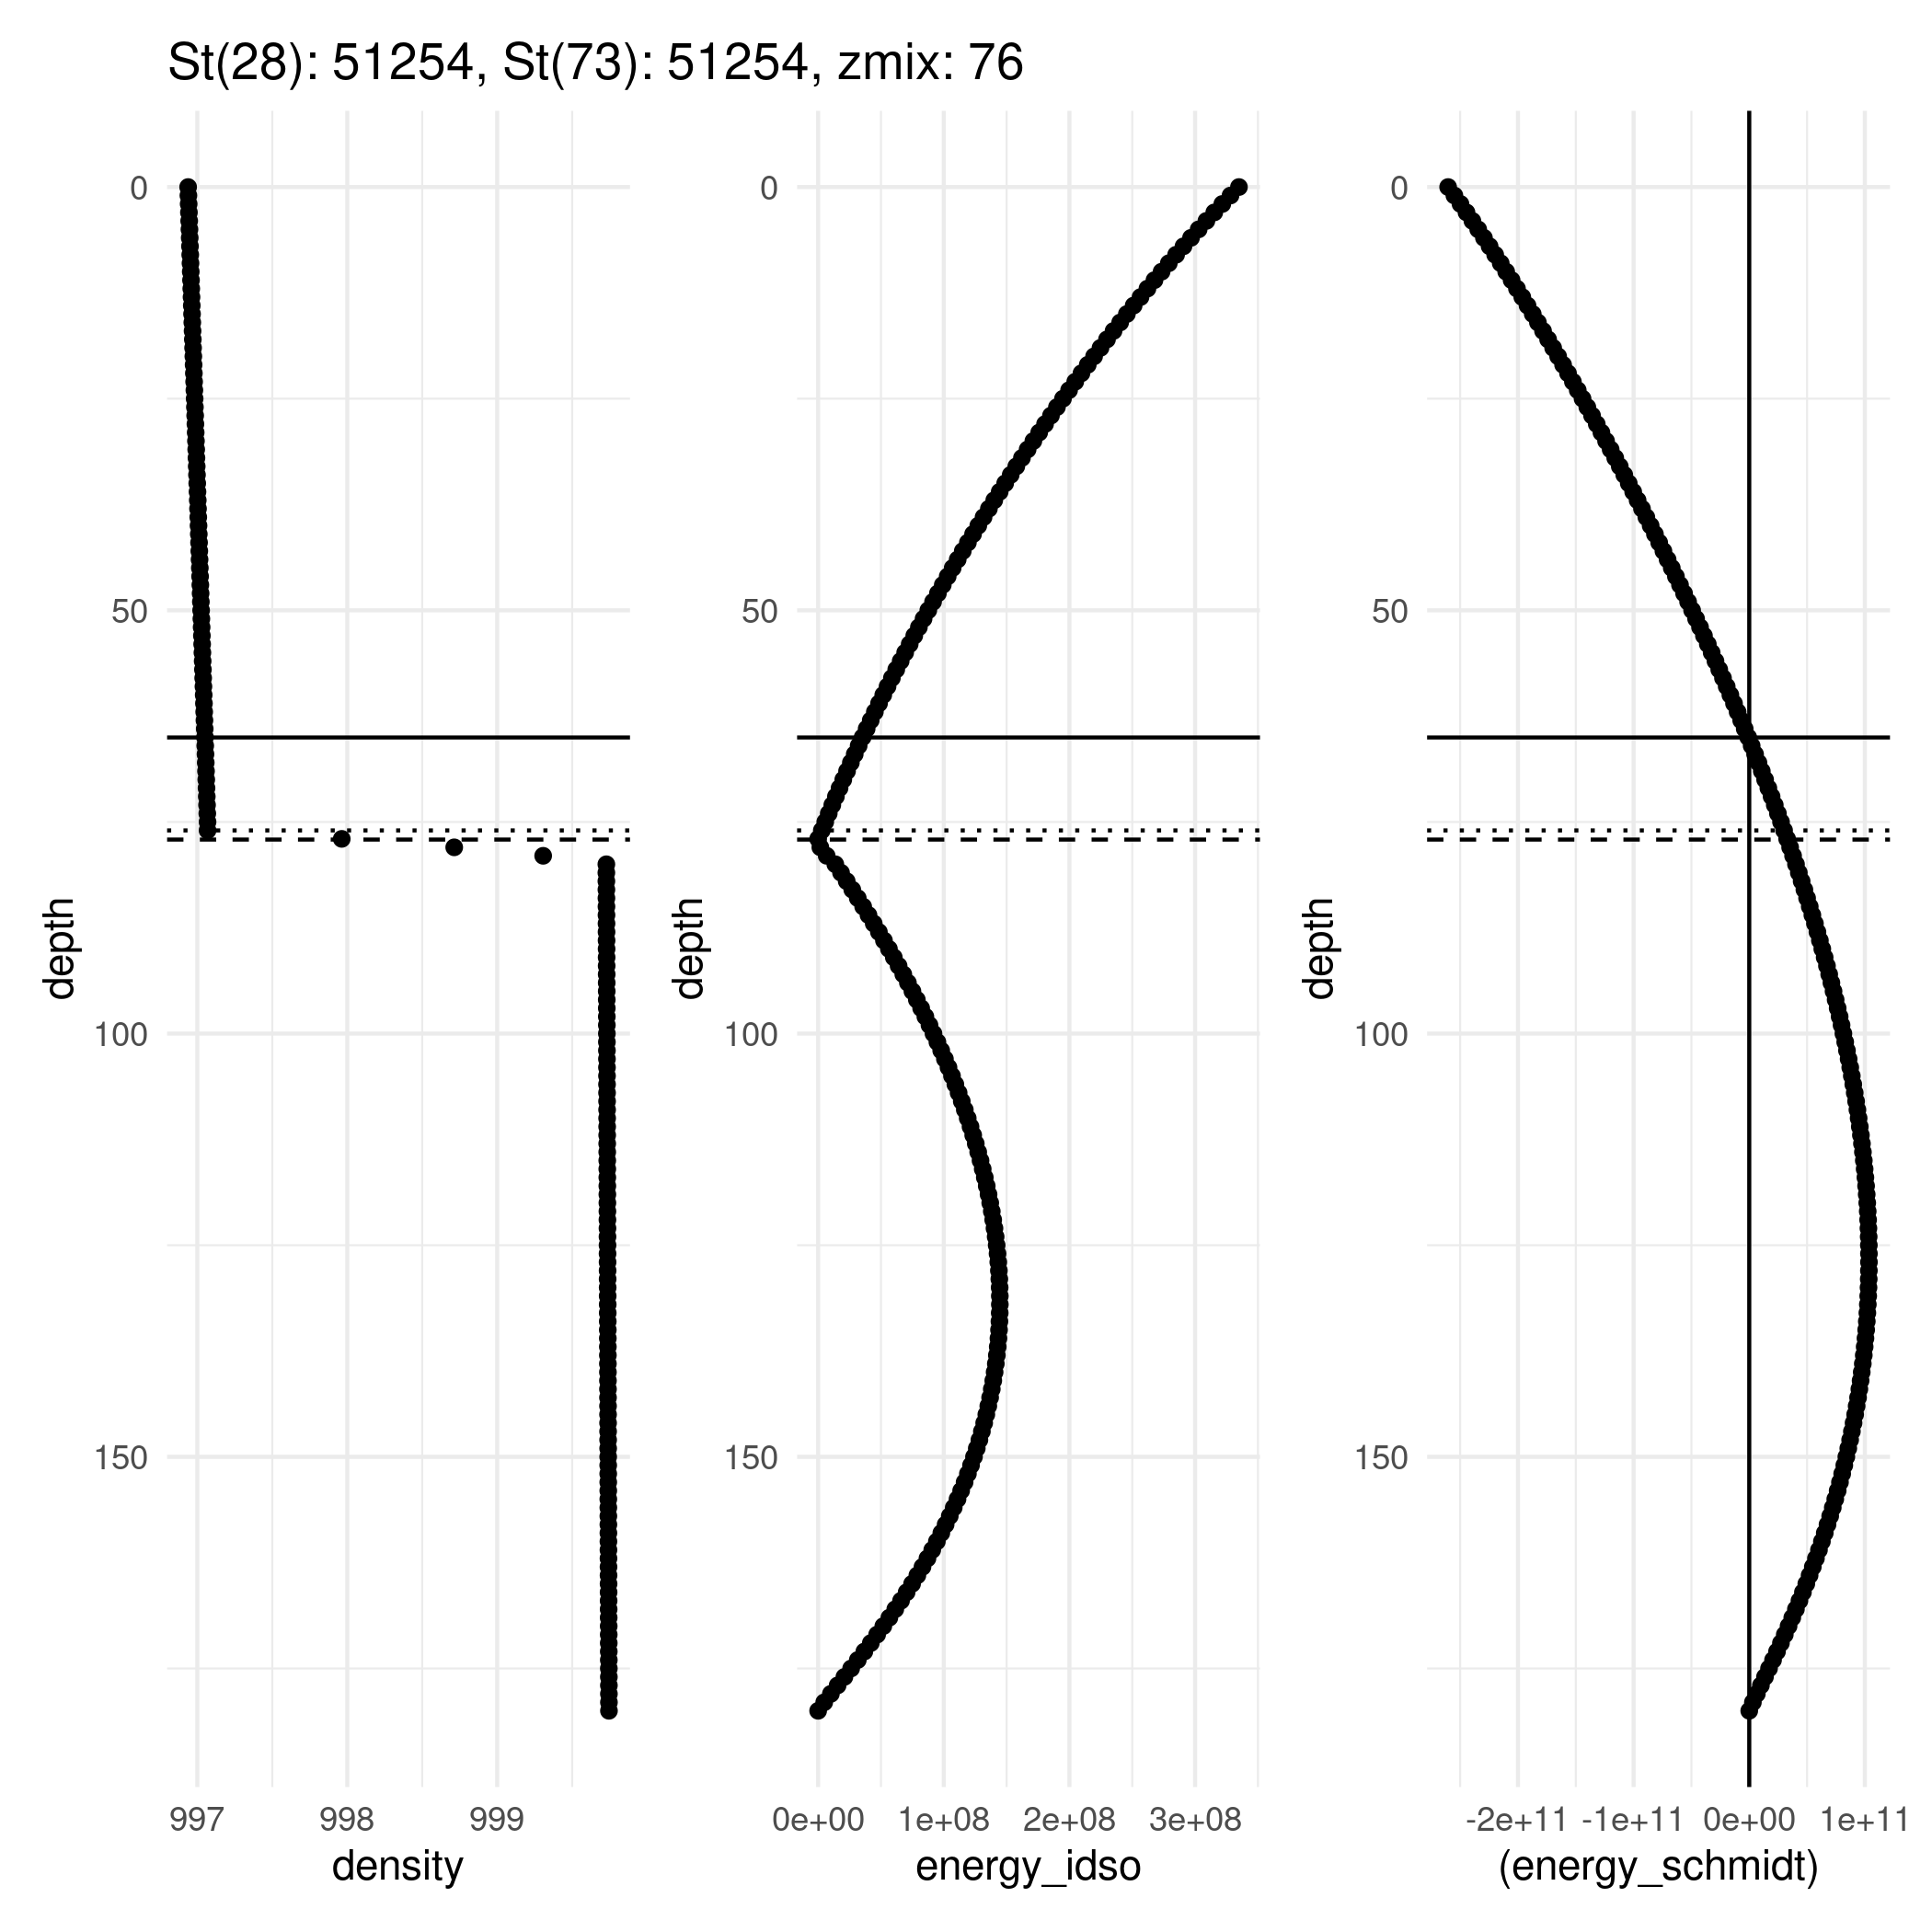 St(28): 51254, St(73): 51254, zmix: 76
0
50
100
150
depth
997 998 999
density
0
50
100
150
depth
0e+00 1e+08 2e+08 3e+08
energy_idso
0
50
100
150
depth
-2e+11 -1e+11 0e+00 1e+11
(energy_schmidt)